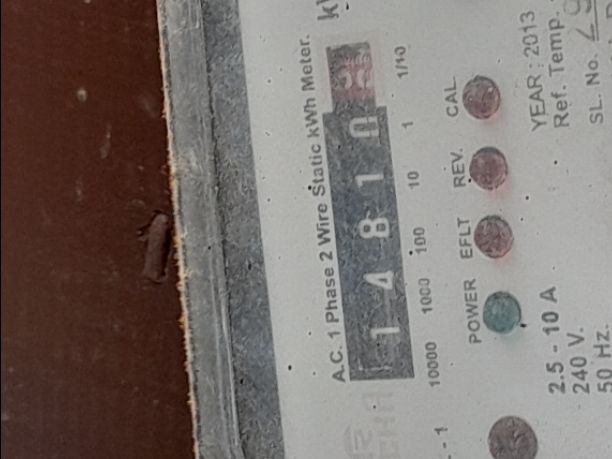 A.C. 1 Phase 2 Wire Static kWh Meter.
1 4 8 1 0
10000 1000 100 10 1 1/10
POWER EFLT REV. CAL.
2.5 - 10 A
240 V.
50 Hz.
YEAR : 2013
Ref. Temp.
SL. No.